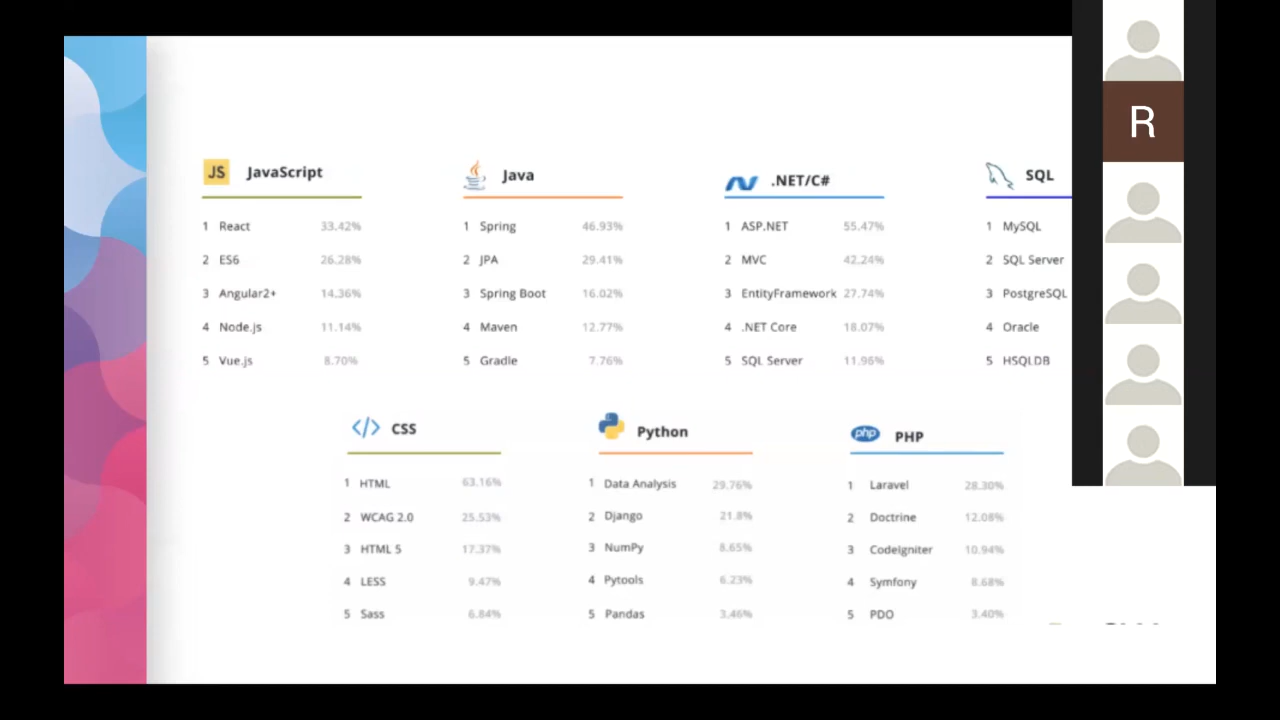 JS JavaScript
1 React 33.42%
2 ES6 26.28%
3 Angular2+ 14.36%
4 Node.js 11.14%
5 Vue.js 8.70%
Java
1 Spring 46.93%
2 JPA 29.41%
3 Spring Boot 16.02%
4 Maven 12.77%
5 Gradle 7.76%
.NET/C#
1 ASP.NET 55.47%
2 MVC 42.24%
3 EntityFramework 27.74%
4 .NET Core 18.07%
5 SQL Server 11.96%
SQL
1 MySQL
2 SQL Server
3 PostgreSQL
4 Oracle
5 HSQLDB
R
</> CSS
1 HTML 63.16%
2 WCAG 2.0 25.53%
3 HTML 5 17.37%
4 LESS 9.47%
5 Sass 6.84%
Python
1 Data Analysis 29.76%
2 Django 21.8%
3 NumPy 8.65%
4 Pytools 6.23%
5 Pandas 3.46%
php PHP
1 Laravel 28.30%
2 Doctrine 12.08%
3 CodeIgniter 10.94%
4 Symfony 8.68%
5 PDO 3.40%